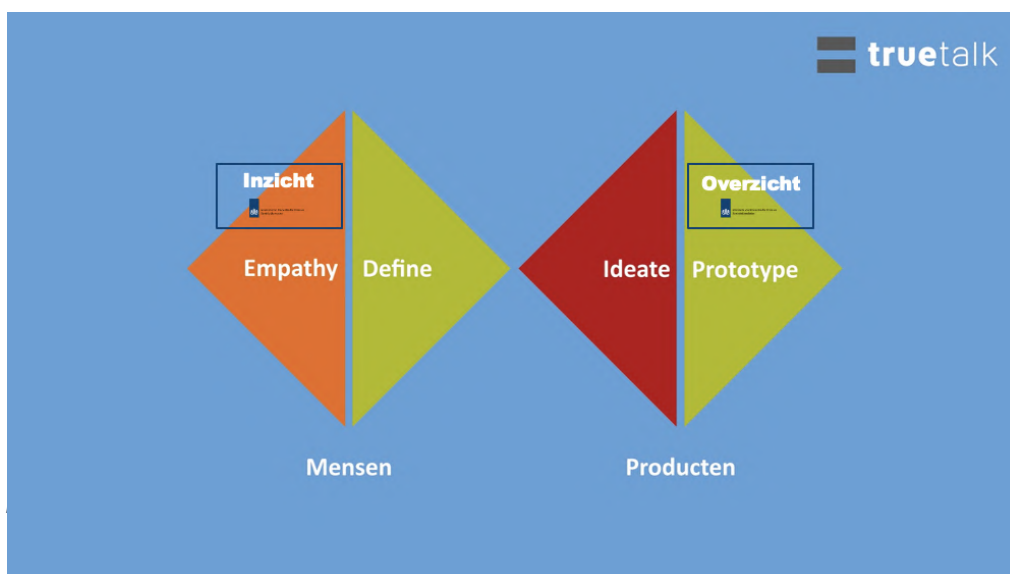 truetalk
Inzicht
Overzicht
Empathy
Define
Ideate
Prototype
Mensen
Producten